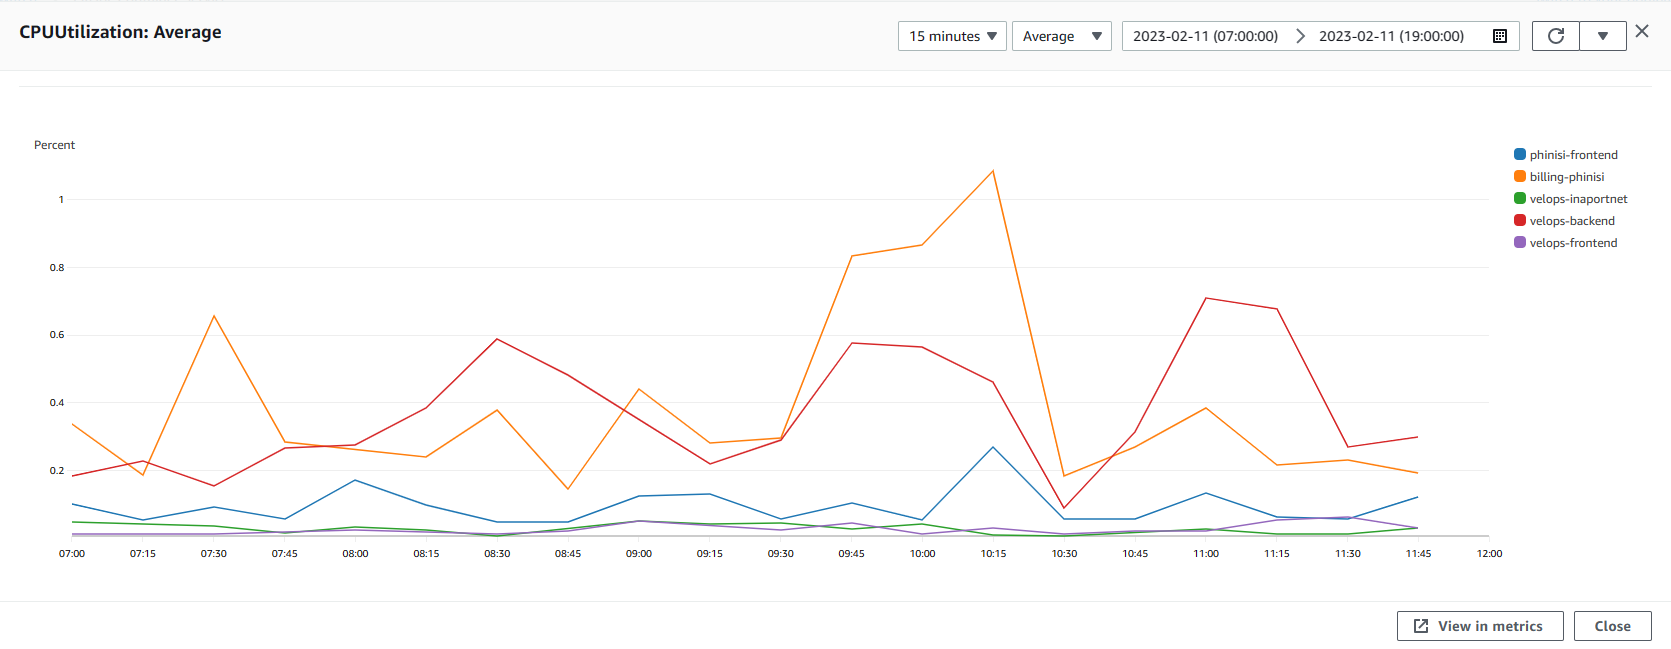 CPUUtilization: Average
15 minutes
Average
2023-02-11 (07:00:00)
2023-02-11 (19:00:00)
Percent
1
0.8
0.6
0.4
0.2
07:00 07:15 07:30 07:45 08:00 08:15 08:30 08:45 09:00 09:15 09:30 09:45 10:00 10:15 10:30 10:45 11:00 11:15 11:30 11:45 12:00
phinisi-frontend
billing-phinisi
velops-inaportnet
velops-backend
velops-frontend
View in metrics
Close